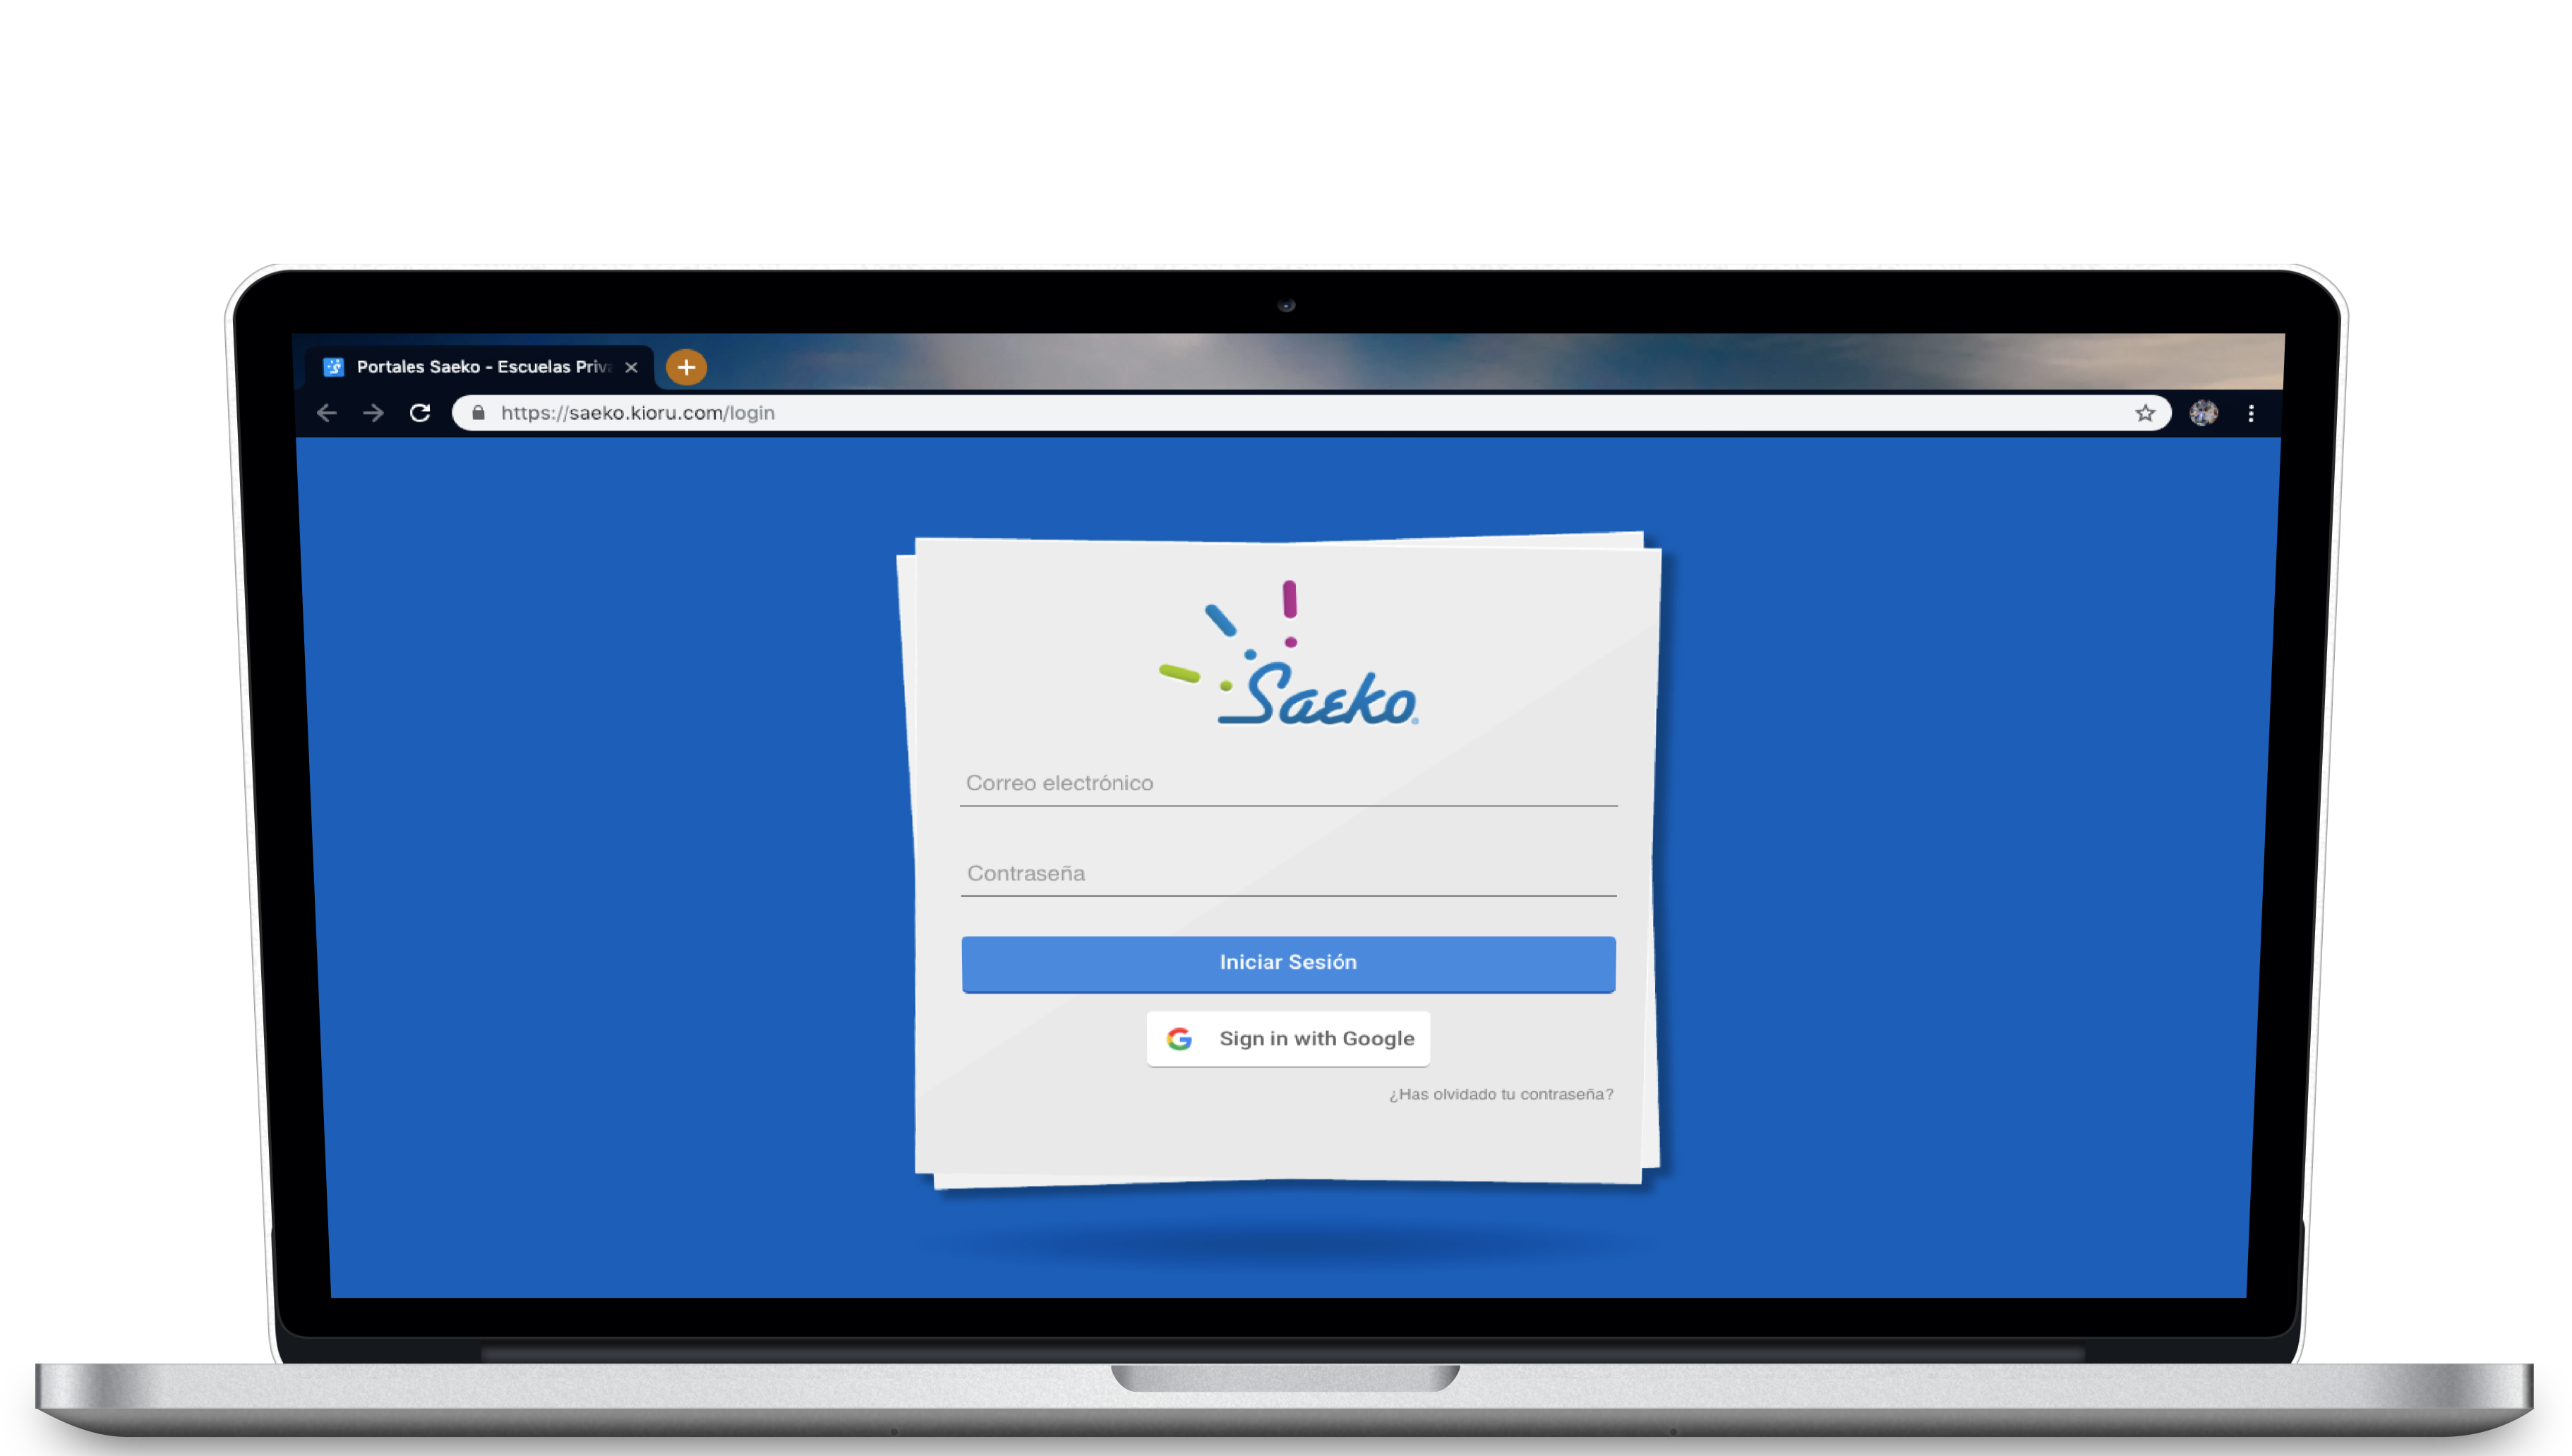 Portales Saeko - Escuelas Priv
https://saeko.kioru.com/login
Saeko
Correo electrónico
Contraseña
Iniciar Sesión
Sign in with Google
¿Has olvidado tu contraseña?